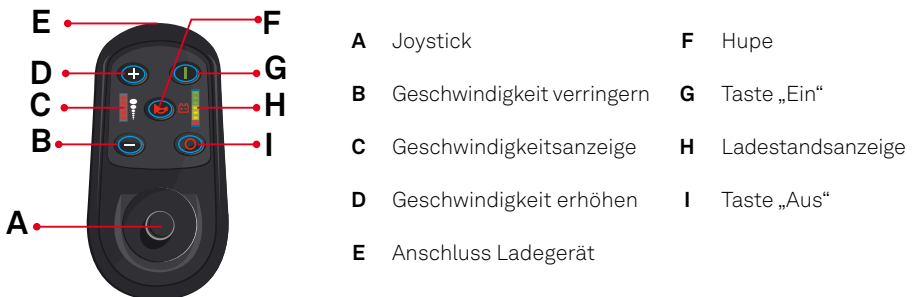 E
F
D
G
C
H
B
I
A
A Joystick
B Geschwindigkeit verringern
C Geschwindigkeitsanzeige
D Geschwindigkeit erhöhen
E Anschluss Ladegerät
F Hupe
G Taste „Ein“
H Ladestandsanzeige
I Taste „Aus“